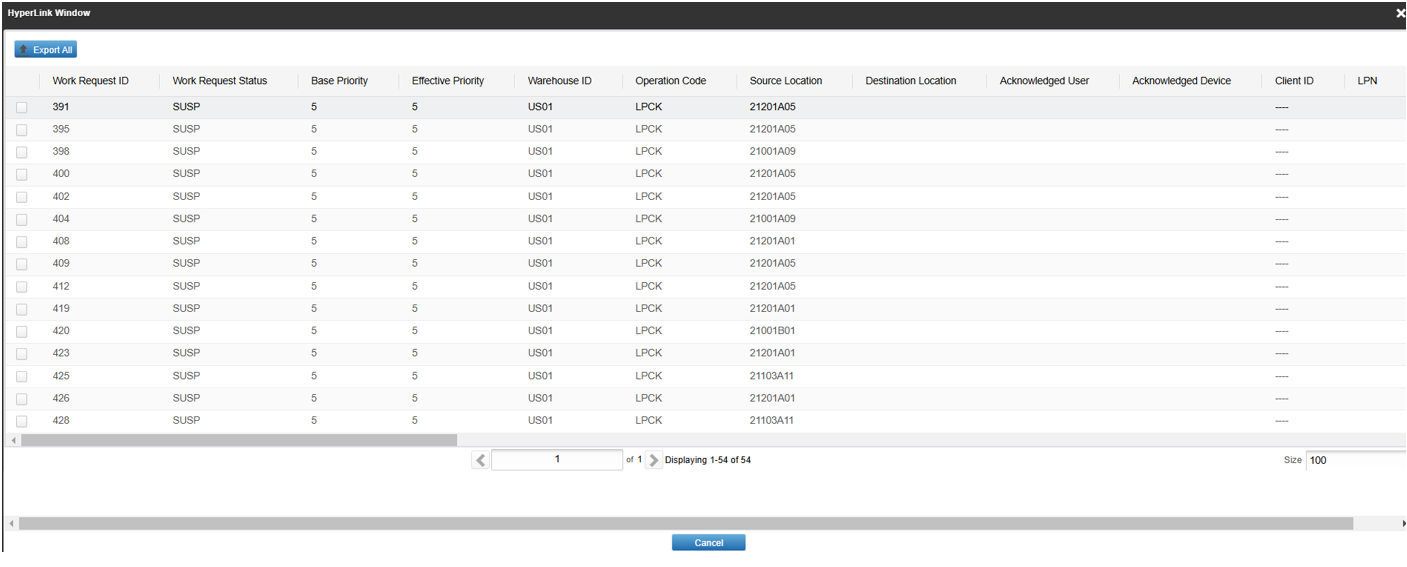 HyperLink Window
Export All
Work Request ID Work Request Status Base Priority Effective Priority Warehouse ID Operation Code Source Location Destination Location Acknowledged User Acknowledged Device Client ID LPN
391 SUSP 5 5 US01 LPCK 21201A05 ----
395 SUSP 5 5 US01 LPCK 21201A05 ----
398 SUSP 5 5 US01 LPCK 21001A09 ----
400 SUSP 5 5 US01 LPCK 21201A05 ----
402 SUSP 5 5 US01 LPCK 21201A05 ----
404 SUSP 5 5 US01 LPCK 21001A09 ----
408 SUSP 5 5 US01 LPCK 21201A01 ----
409 SUSP 5 5 US01 LPCK 21201A05 ----
412 SUSP 5 5 US01 LPCK 21201A05 ----
419 SUSP 5 5 US01 LPCK 21201A01 ----
420 SUSP 5 5 US01 LPCK 21001B01 ----
423 SUSP 5 5 US01 LPCK 21201A01 ----
425 SUSP 5 5 US01 LPCK 21103A11 ----
426 SUSP 5 5 US01 LPCK 21201A01 ----
428 SUSP 5 5 US01 LPCK 21103A11 ----
1 of 1 Displaying 1-54 of 54 Size 100
Cancel